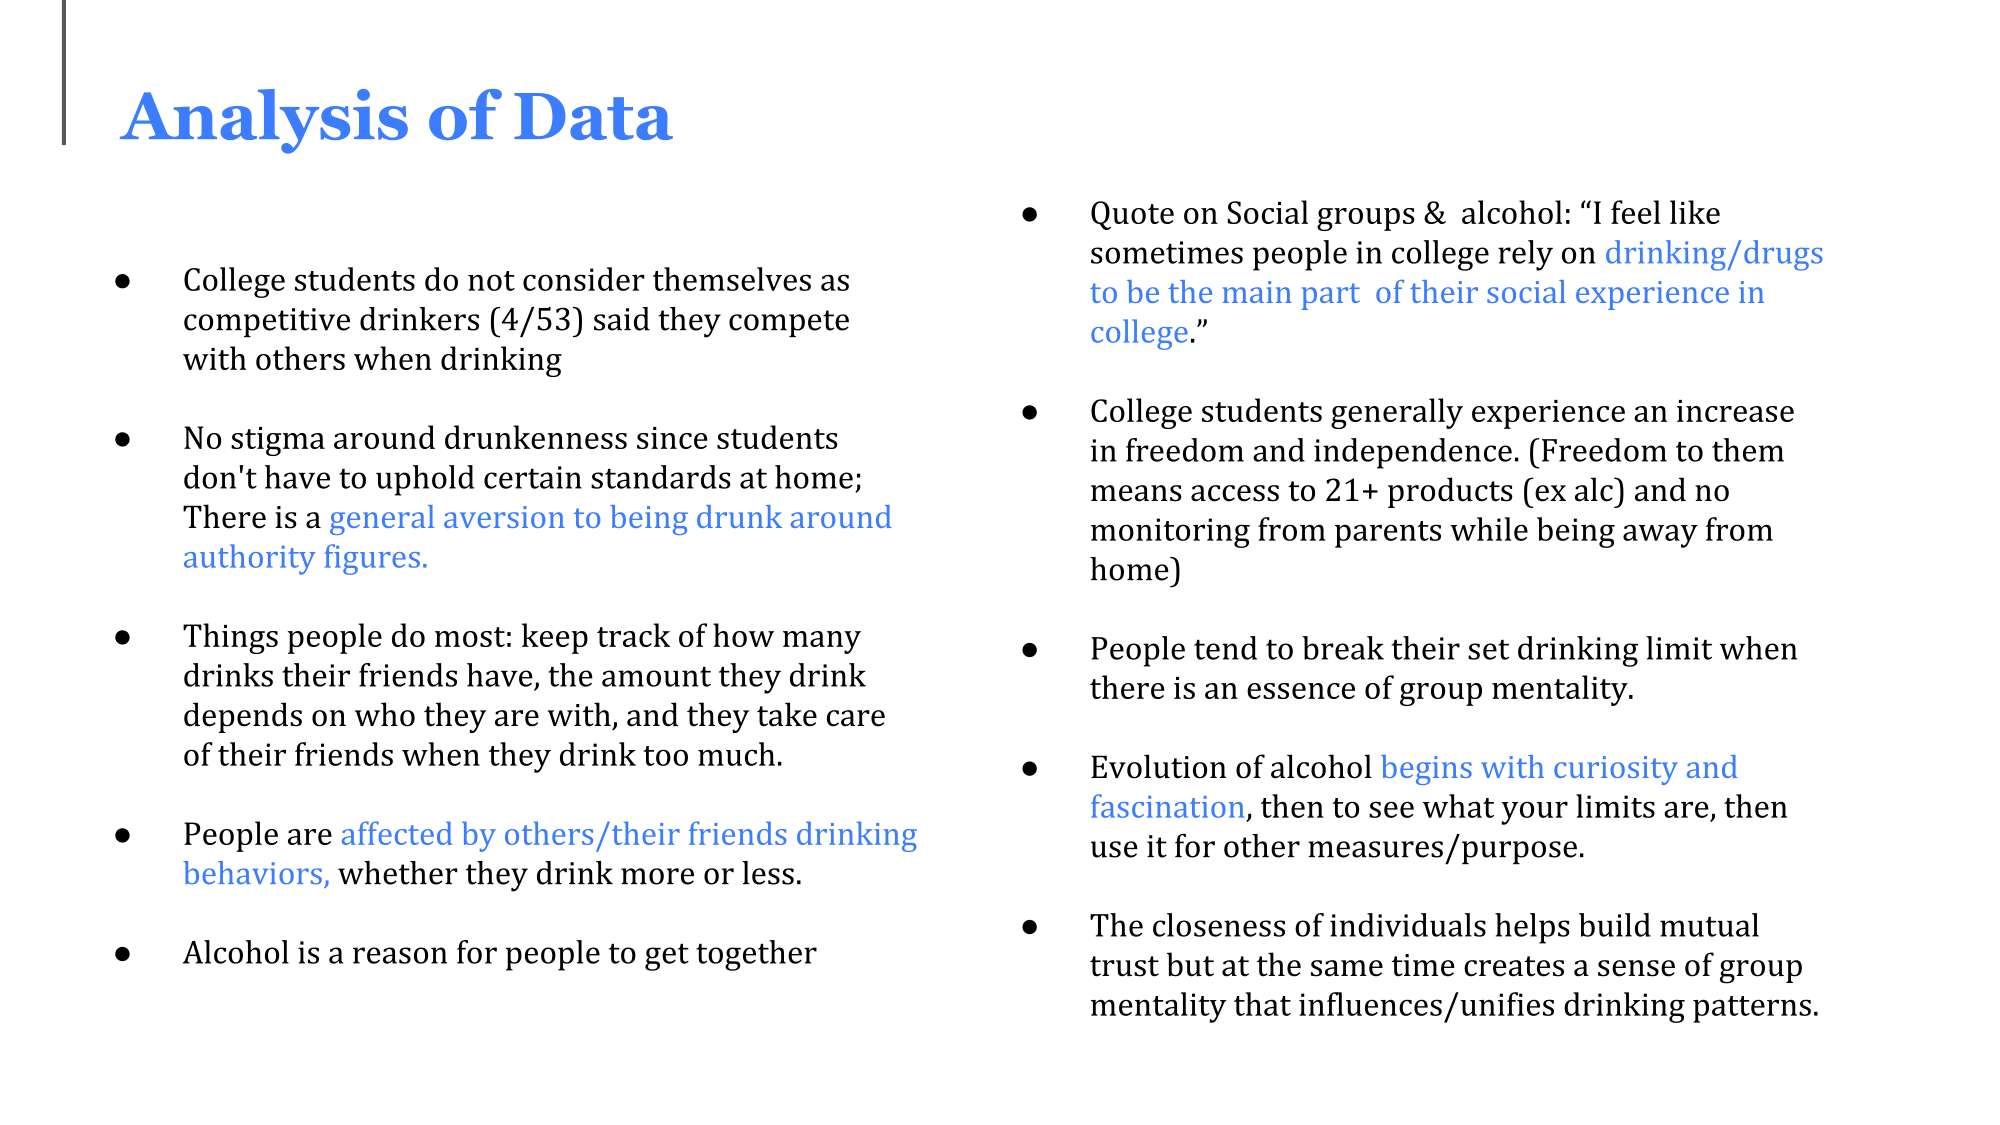 Analysis of Data
● College students do not consider themselves as
competitive drinkers (4/53) said they compete
with others when drinking
● No stigma around drunkenness since students
don't have to uphold certain standards at home;
There is a general aversion to being drunk around
authority figures.
● Things people do most: keep track of how many
drinks their friends have, the amount they drink
depends on who they are with, and they take care
of their friends when they drink too much.
● People are affected by others/their friends drinking
behaviors, whether they drink more or less.
● Alcohol is a reason for people to get together
● Quote on Social groups &  alcohol: “I feel like
sometimes people in college rely on drinking/drugs
to be the main part  of their social experience in
college.”
● College students generally experience an increase
in freedom and independence. (Freedom to them
means access to 21+ products (ex alc) and no
monitoring from parents while being away from
home)
● People tend to break their set drinking limit when
there is an essence of group mentality.
● Evolution of alcohol begins with curiosity and
fascination, then to see what your limits are, then
use it for other measures/purpose.
● The closeness of individuals helps build mutual
trust but at the same time creates a sense of group
mentality that influences/unifies drinking patterns.